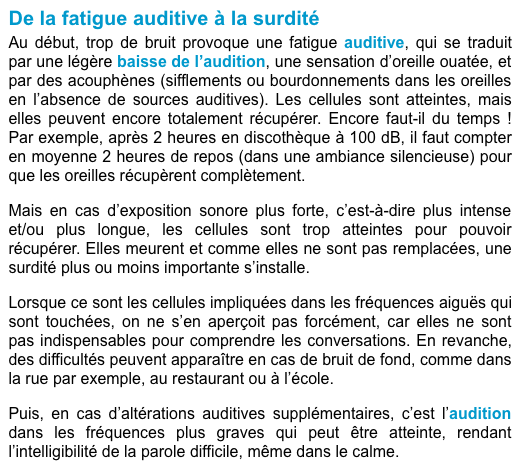 De la fatigue auditive à la surdité
Au début, trop de bruit provoque une fatigue auditive, qui se traduit
par une légère baisse de l’audition, une sensation d’oreille ouatée, et
par des acouphènes (sifflements ou bourdonnements dans les oreilles
en l’absence de sources auditives). Les cellules sont atteintes, mais
elles peuvent encore totalement récupérer. Encore faut-il du temps !
Par exemple, après 2 heures en discothèque à 100 dB, il faut compter
en moyenne 2 heures de repos (dans une ambiance silencieuse) pour
que les oreilles récupèrent complètement.
Mais en cas d’exposition sonore plus forte, c’est-à-dire plus intense
et/ou plus longue, les cellules sont trop atteintes pour pouvoir
récupérer. Elles meurent et comme elles ne sont pas remplacées, une
surdité plus ou moins importante s’installe.
Lorsque ce sont les cellules impliquées dans les fréquences aiguës qui
sont touchées, on ne s’en aperçoit pas forcément, car elles ne sont
pas indispensables pour comprendre les conversations. En revanche,
des difficultés peuvent apparaître en cas de bruit de fond, comme dans
la rue par exemple, au restaurant ou à l’école.
Puis, en cas d’altérations auditives supplémentaires, c’est l’audition
dans les fréquences plus graves qui peut être atteinte, rendant
l’intelligibilité de la parole difficile, même dans le calme.